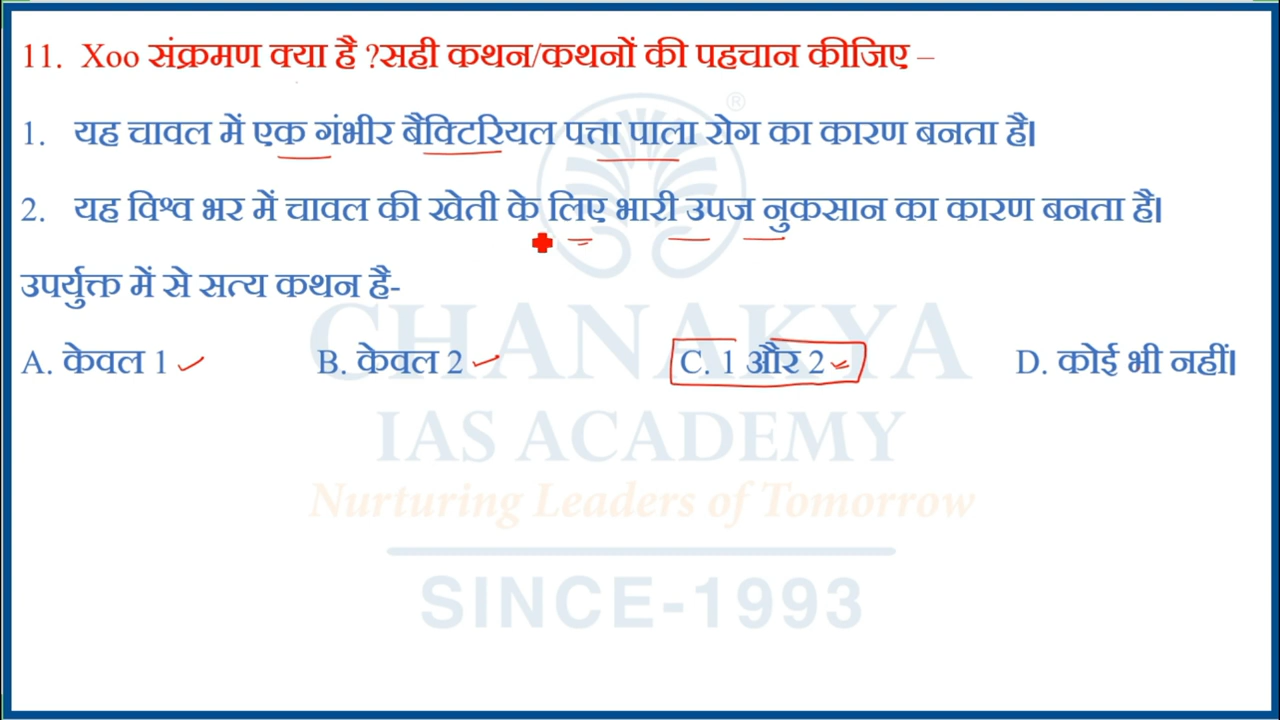 11. Xoo संक्रमण क्या है ?सही कथन/कथनों की पहचान कीजिए –
1. यह चावल में एक गंभीर बैक्टिरियल पत्ता पाला रोग का कारण बनता है।
2. यह विश्व भर में चावल की खेती के लिए भारी उपज नुकसान का कारण बनता है।
उपर्युक्त में से सत्य कथन है-
A. केवल 1 B. केवल 2 C. 1 और 2 D. कोई भी नहीं।
®
CHANAKYA
IAS ACADEMY
Nurturing Leaders of Tomorrow
SINCE-1993